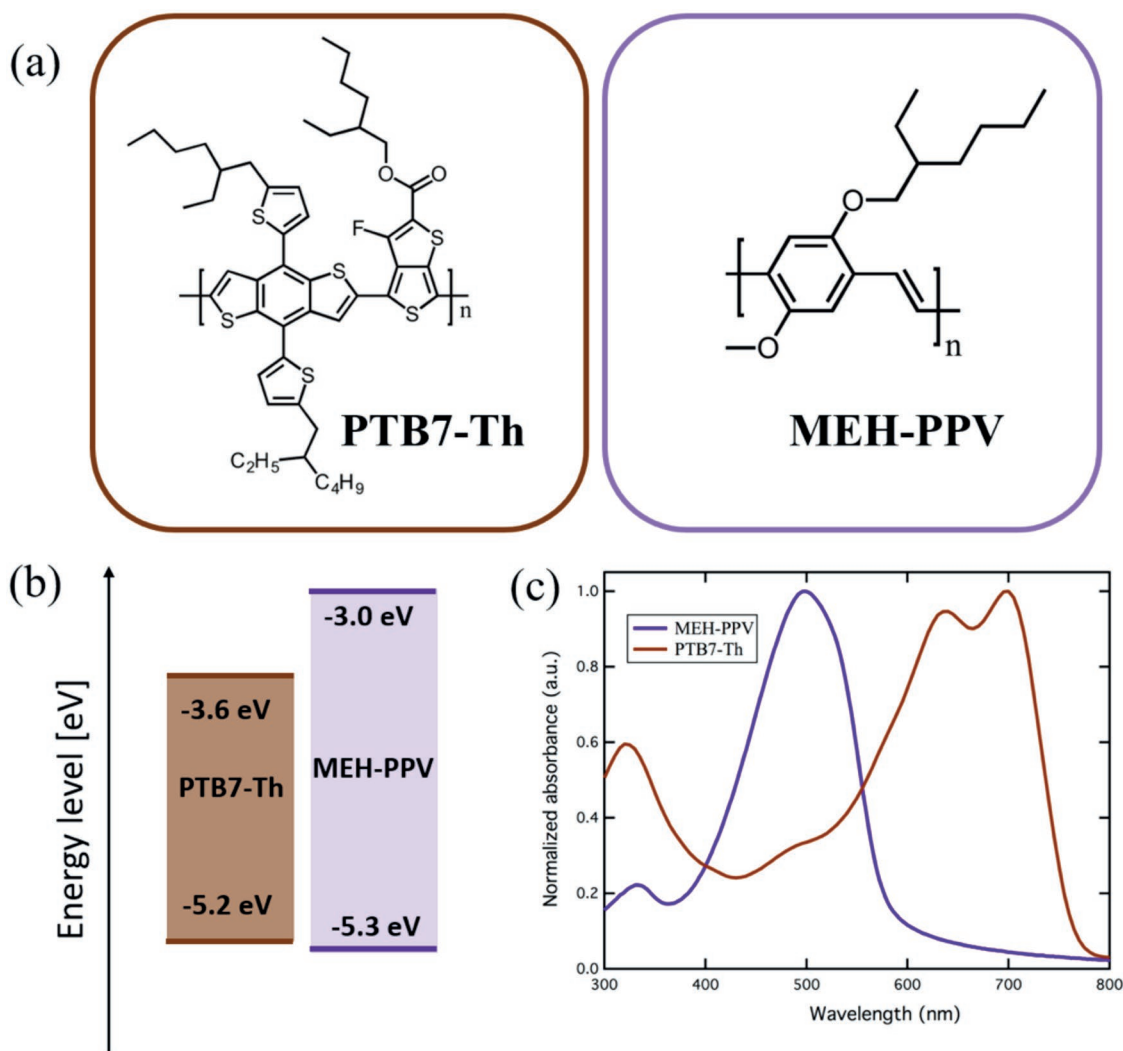 (a)
O
O
F
S
S
S
S
S
S
n
C2H5
C4H9
PTB7-Th
O
O
n
MEH-PPV
(b)
Energy level [eV]
-3.6 eV
PTB7-Th
-5.2 eV
-3.0 eV
MEH-PPV
-5.3 eV
(c)
Normalized absorbance (a.u.)
1.0
0.8
0.6
0.4
0.2
0.0
MEH-PPV
PTB7-Th
300 400 500 600 700 800
Wavelength (nm)